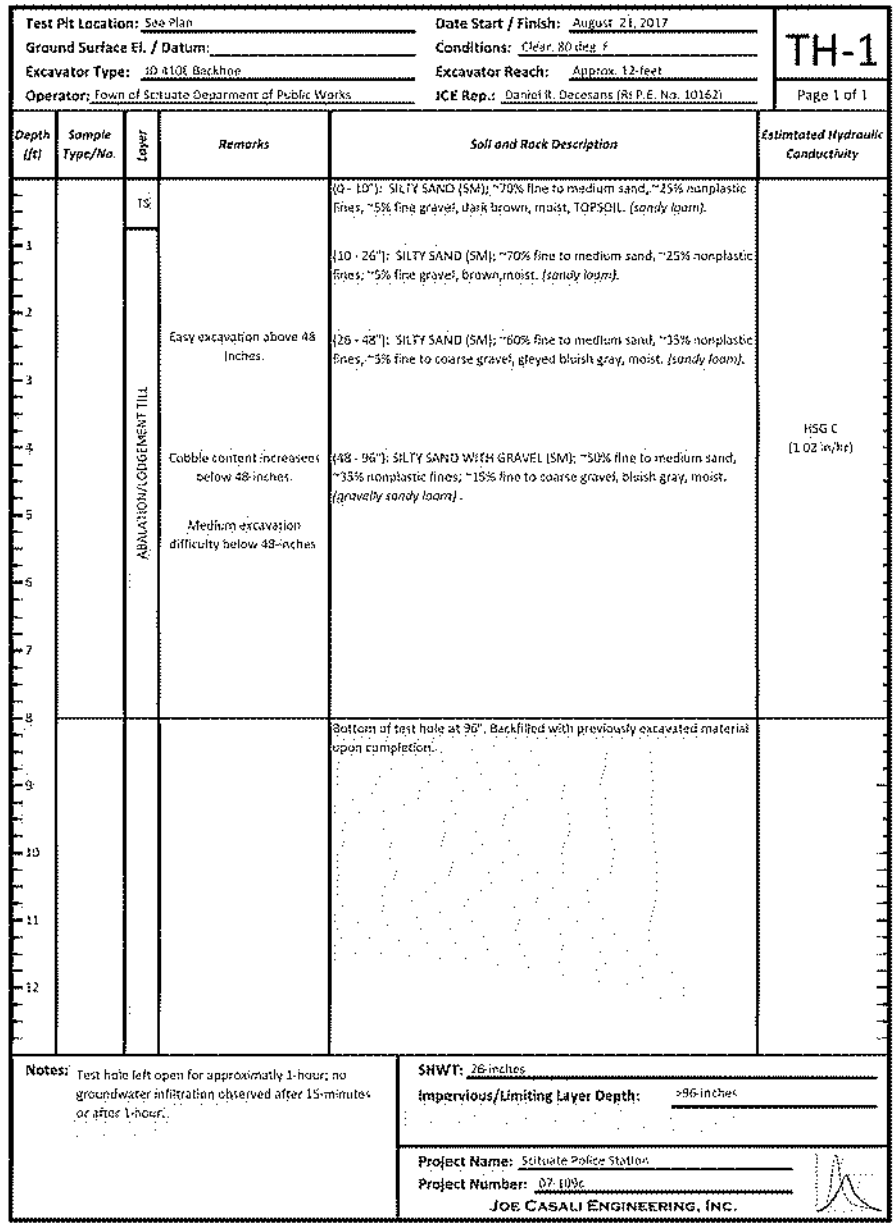 Test Pit Location: See Plan
Date Start / Finish: August 21, 2017
TH-1
Ground Surface El. / Datum:
Conditions: Clear, 80 deg F
Excavator Type: JD 410E Backhoe
Excavator Reach: Approx. 12-feet
Operator: Town of Scituate Deparment of Public Works
JCE Rep.: Daniel R. Decesaris (RI P.E. No. 10162)
Page 1 of 1
Depth (ft)
Sample Type/No.
Layer
Remarks
Soil and Rock Description
Estimtated Hydraulic Conductivity
TS
(0 - 10"): SILTY SAND (SM); ~70% fine to medium sand, ~25% nonplastic
fines, ~5% fine gravel, dark brown, moist, TOPSOIL. (sandy loam).
1
(10 - 26"): SILTY SAND (SM); ~70% fine to medium sand, ~25% nonplastic
fines; ~5% fine gravel, brown,moist. (sandy loam).
2
Easy excavation above 48
inches.
(26 - 48"): SILTY SAND (SM); ~60% fine to medium sand, ~35% nonplastic
fines, ~5% fine to coarse gravel, gleyed bluish gray, moist. (sandy loam).
3
ABALATION/LODGEMENT TILL
HSG C
(1.02 in/hr)
4
Cobble content increasees
below 48-inches.
(48 - 96"): SILTY SAND WITH GRAVEL (SM); ~50% fine to medium sand,
~35% nonplastic fines; ~15% fine to coarse gravel, bluish gray, moist.
(gravelly sandy loam) .
5
Medium excavation
difficulty below 48-inches
6
7
8
Bottom of test hole at 96". Backfilled with previously excavated material
upon completion.
9
10
11
12
Notes: Test hole left open for approximatly 1-hour; no
groundwater infiltration observed after 15-minutes
or after 1-hour.
SHWT: 26-inches
Impervious/Limiting Layer Depth: >96-inches
Project Name: Scituate Police Station
Project Number: 07-109c
JOE CASALI ENGINEERING, INC.